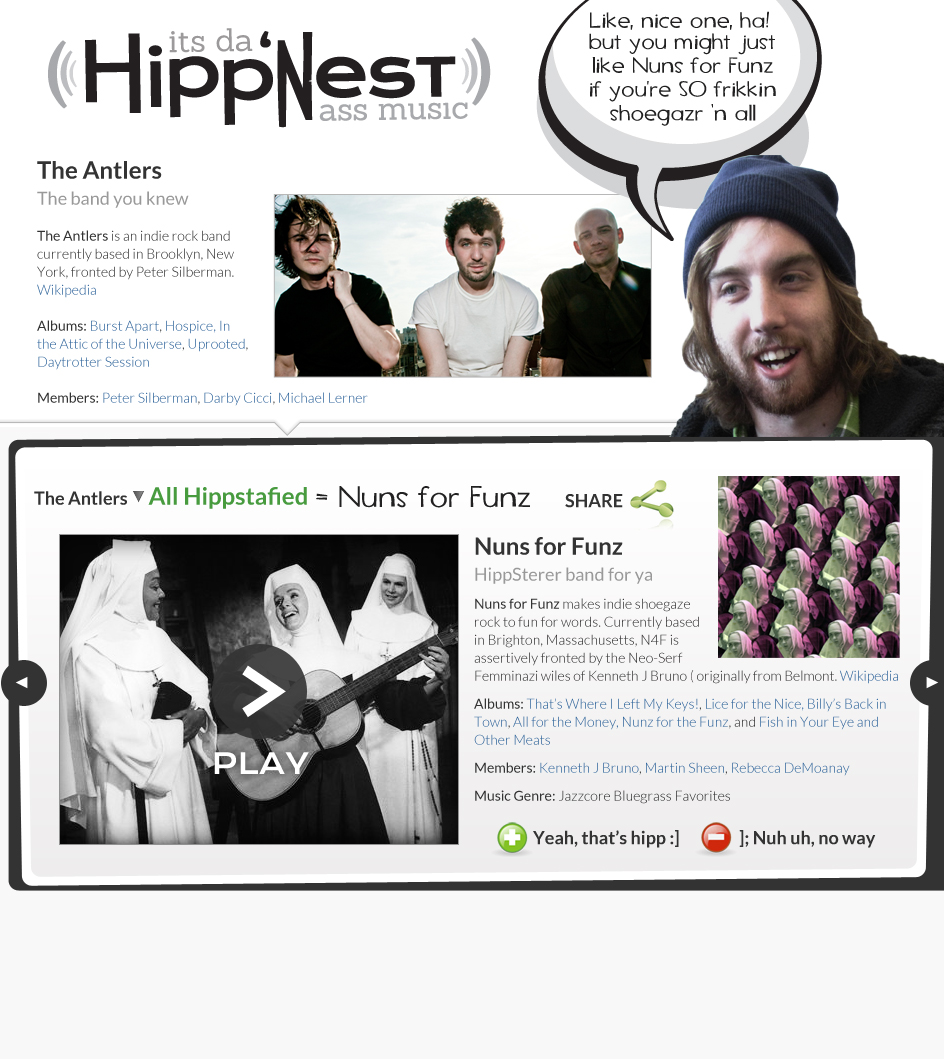 Like, nice one, ha!
but you might just
like Nuns for Funz
if you're SO frikkin
shoegazr 'n all
its da
Hipp'Nest
ass music
The Antlers
The band you knew
The Antlers is an indie rock band
currently based in Brooklyn, New
York, fronted by Peter Silberman.
Wikipedia
Albums: Burst Apart, Hospice, In
the Attic of the Universe, Uprooted,
Daytrotter Session
Members: Peter Silberman, Darby Cicci, Michael Lerner
The Antlers ▼ All Hippstafied = Nuns for Funz
SHARE
PLAY
Nuns for Funz
HippSterer band for ya
Nuns for Funz makes indie shoegaze
rock to fun for words. Currently based
in Brighton, Massachusetts, N4F is
assertively fronted by the Neo-Serf
Femminazi wiles of Kenneth J Bruno ( originally from Belmont. Wikipedia
Albums: That's Where I Left My Keys!, Lice for the Nice, Billy's Back in
Town, All for the Money, Nunz for the Funz, and Fish in Your Eye and
Other Meats
Members: Kenneth J Bruno, Martin Sheen, Rebecca DeMoanay
Music Genre: Jazzcore Bluegrass Favorites
Yeah, that's hipp :]
]; Nuh uh, no way